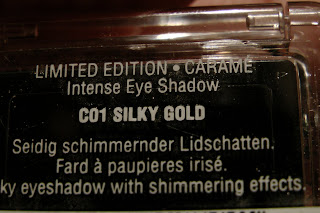 LIMITED EDITION • CARAME
Intense Eye Shadow
C01 SILKY GOLD
Seidig schimmernder Lidschatten.
Fard à paupières irisé.
ky eyeshadow with shimmering effects.